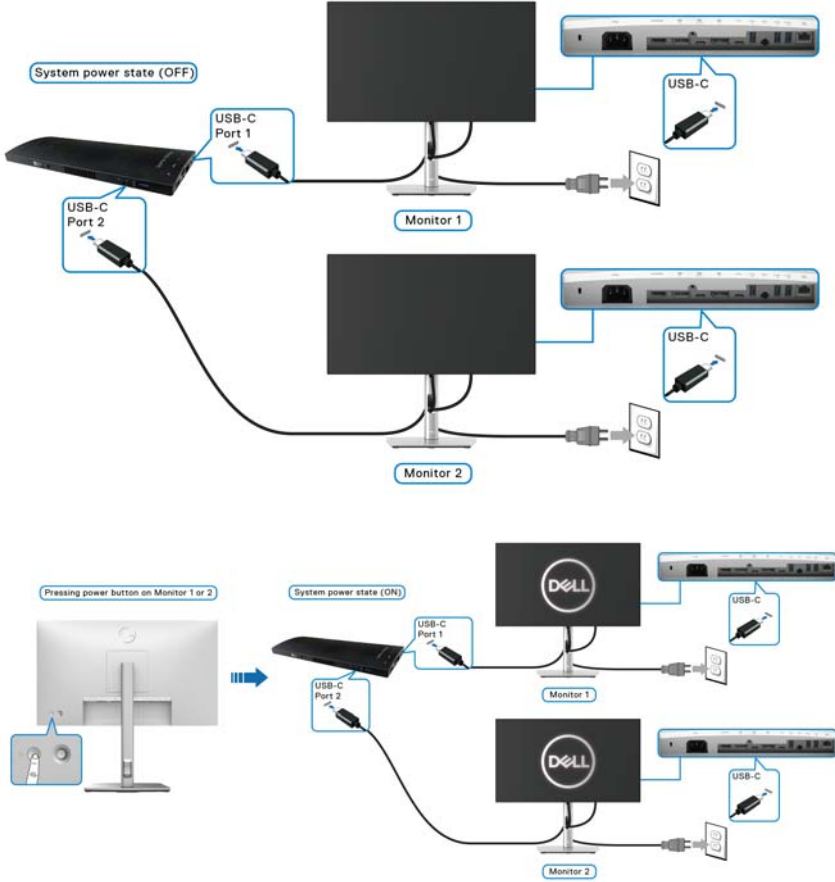 System power state (OFF)
USB-C
Port 1
USB-C
Monitor 1
USB-C
Port 2
USB-C
Monitor 2
Pressing power button on Monitor 1 or 2
System power state (ON)
DELL
USB-C
Port 1
USB-C
Monitor 1
USB-C
Port 2
DELL
USB-C
Monitor 2